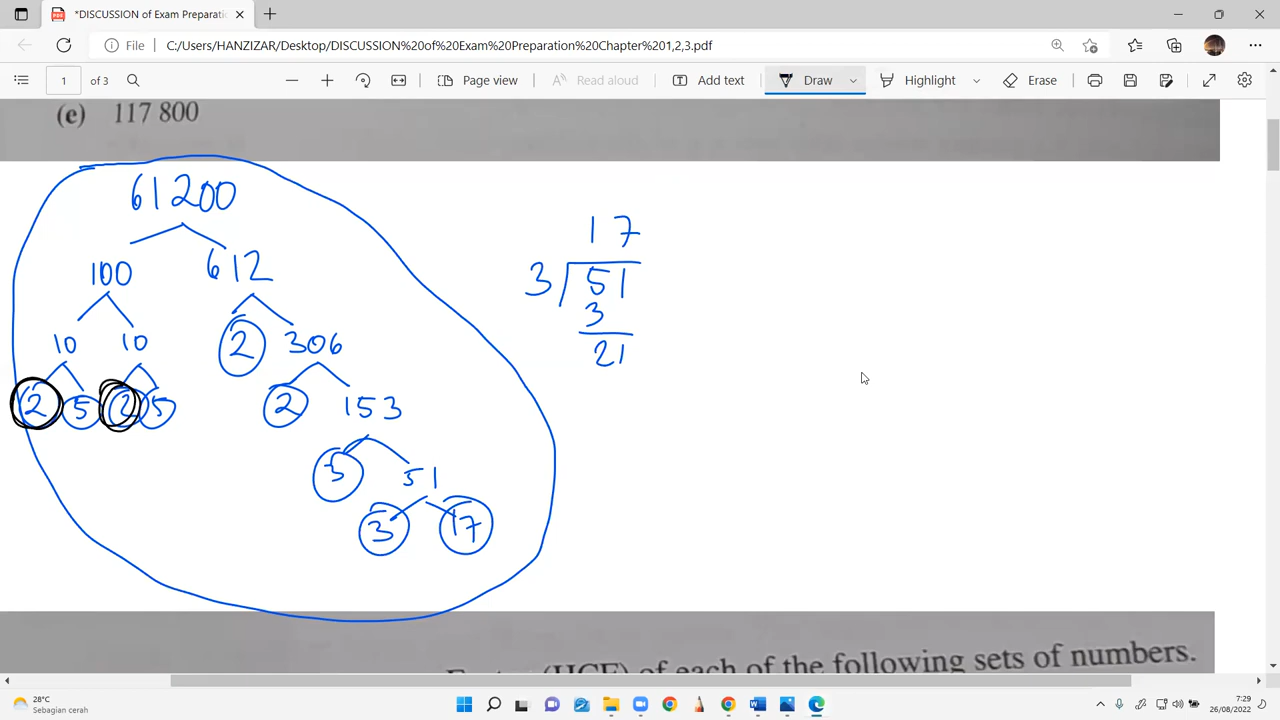 *DISCUSSION of Exam Preparatio
File C:/Users/HANZIZAR/Desktop/DISCUSSION%20of%20Exam%20Preparation%20Chapter%201,2,3.pdf
1 of 3 Page view Read aloud Add text Draw Highlight Erase
(e) 117 800
61200
100 612
10 10 2 306
2 5 2 5 2 153
3 51
3 17
17
3 51
3
21
(HCF) of each of the following sets of numbers.
28°C
Sebagian cerah
7:29
26/08/2022